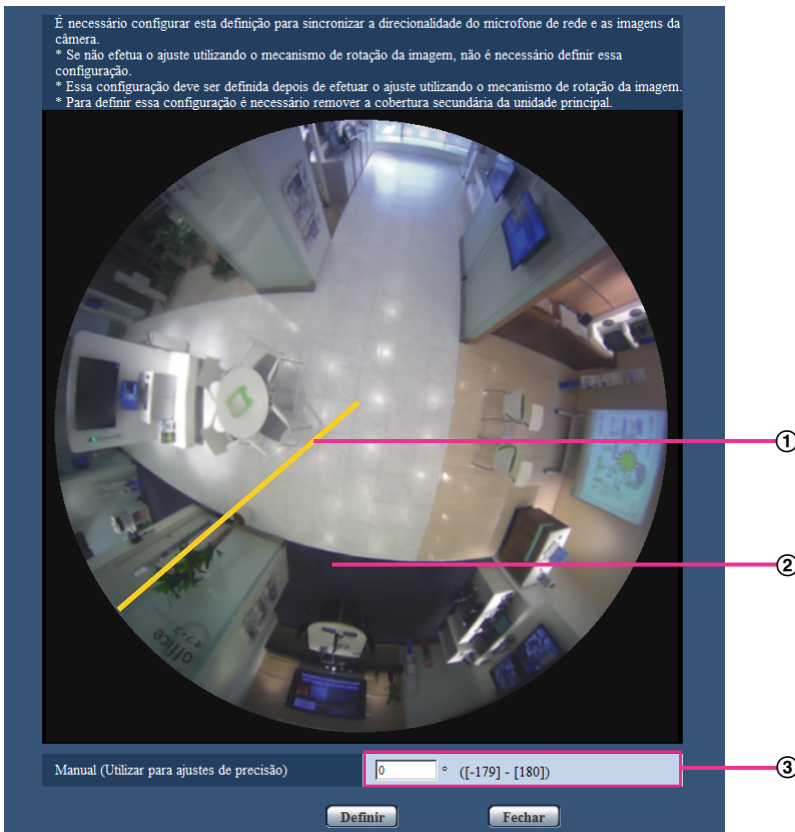 É necessário configurar esta definição para sincronizar a direcionalidade do microfone de rede e as imagens da
câmera.
* Se não efetua o ajuste utilizando o mecanismo de rotação da imagem, não é necessário definir essa
configuração.
* Essa configuração deve ser definida depois de efetuar o ajuste utilizando o mecanismo de rotação da imagem.
* Para definir essa configuração é necessário remover a cobertura secundária da unidade principal.
①
②
office
Manual (Utilizar para ajustes de precisão) 0 ° ([-179] - [180])
③
Definir Fechar